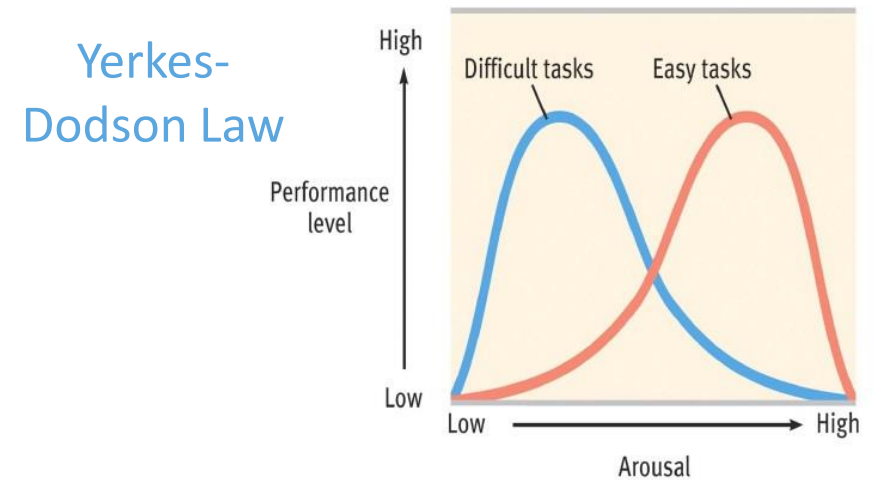 Yerkes-
Dodson Law
High
Difficult tasks
Easy tasks
Performance
level
Low
Low
High
Arousal